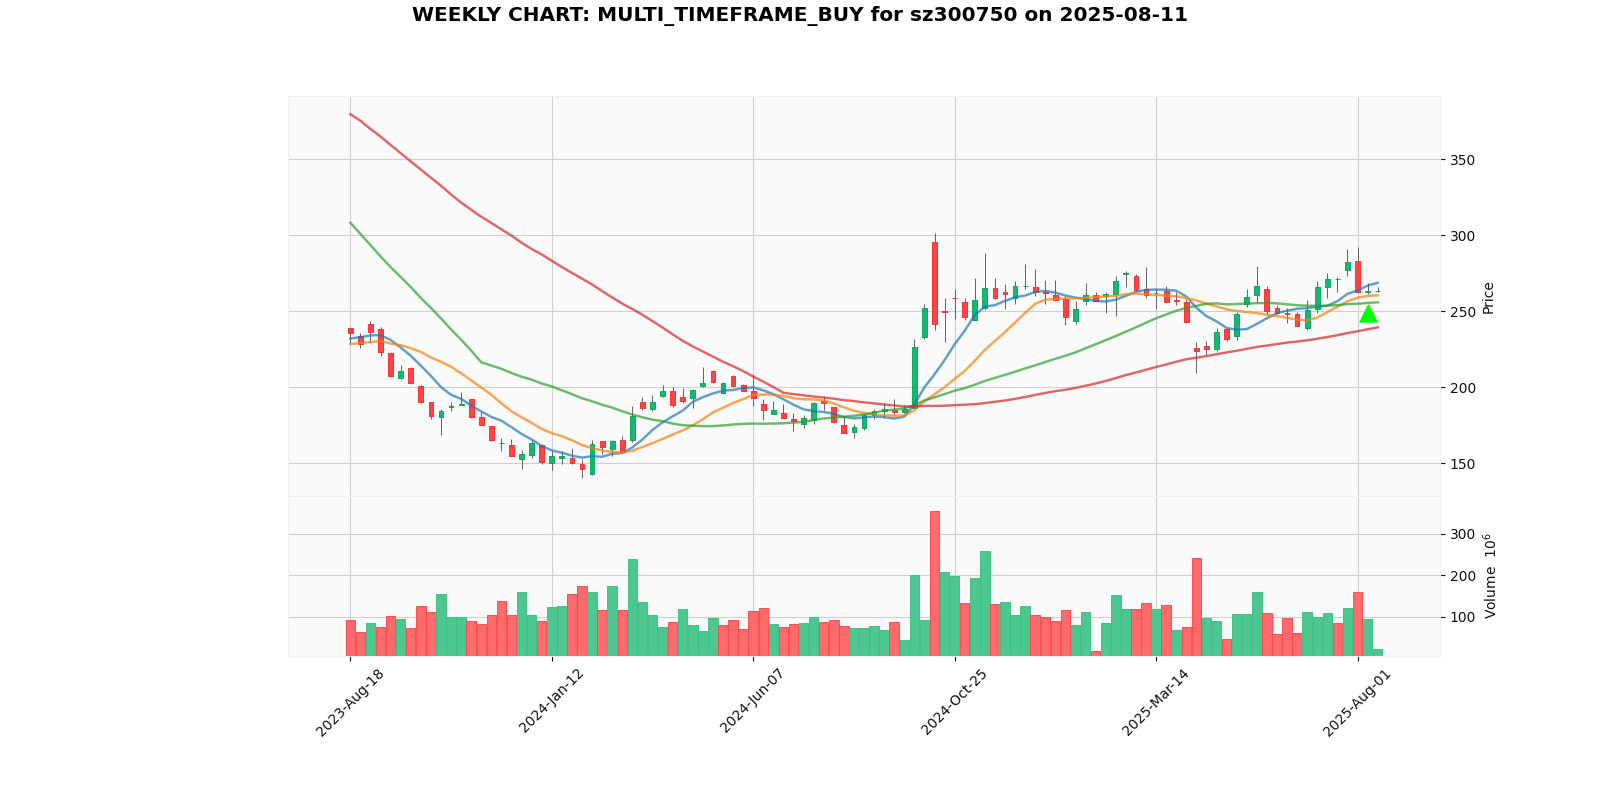 WEEKLY CHART: MULTI_TIMEFRAME_BUY for sz300750 on 2025-08-11
350
300
250
200
150
Price
300
200
100
Volume 10⁶
2023-Aug-18
2024-Jan-12
2024-Jun-07
2024-Oct-25
2025-Mar-14
2025-Aug-01